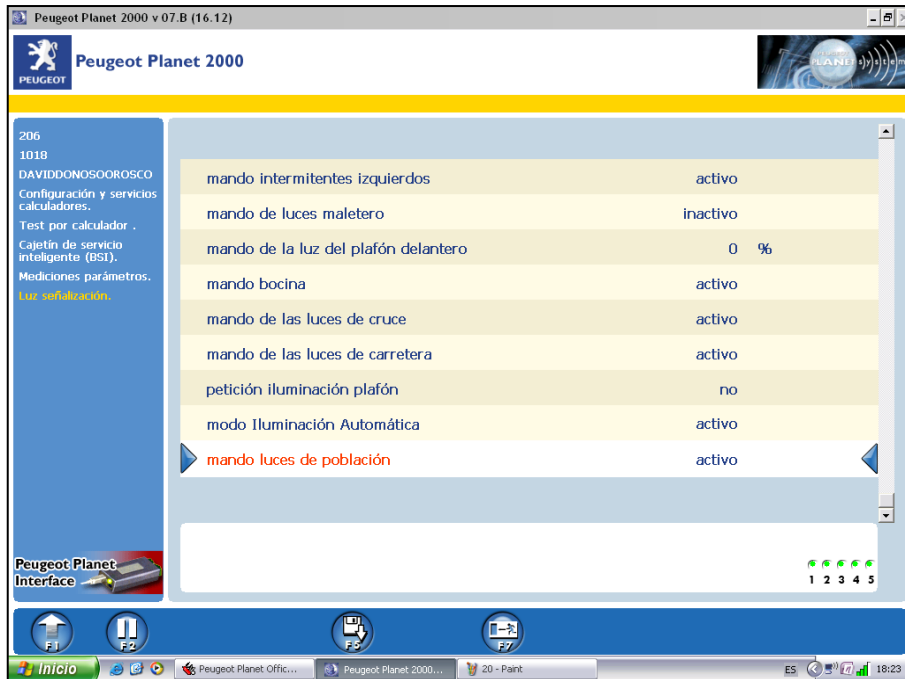 Peugeot Planet 2000 v 07.B (16.12)
PEUGEOT
Peugeot Planet 2000
PLANET system
206
1018
DAVIDDONOSOOROSCO
Configuración y servicios
calculadores.
Test por calculador .
Cajetín de servicio
inteligente (BSI).
Mediciones parámetros.
Luz señalización.
mando intermitentes izquierdos activo
mando de luces maletero inactivo
mando de la luz del plafón delantero 0 %
mando bocina activo
mando de las luces de cruce activo
mando de las luces de carretera activo
petición iluminación plafón no
modo Iluminación Automática activo
mando luces de población activo
Peugeot Planet
Interface
1 2 3 4 5
F1 F2 F5 F7
Inicio Peugeot Planet Offic... Peugeot Planet 2000... 20 - Paint ES 18:23